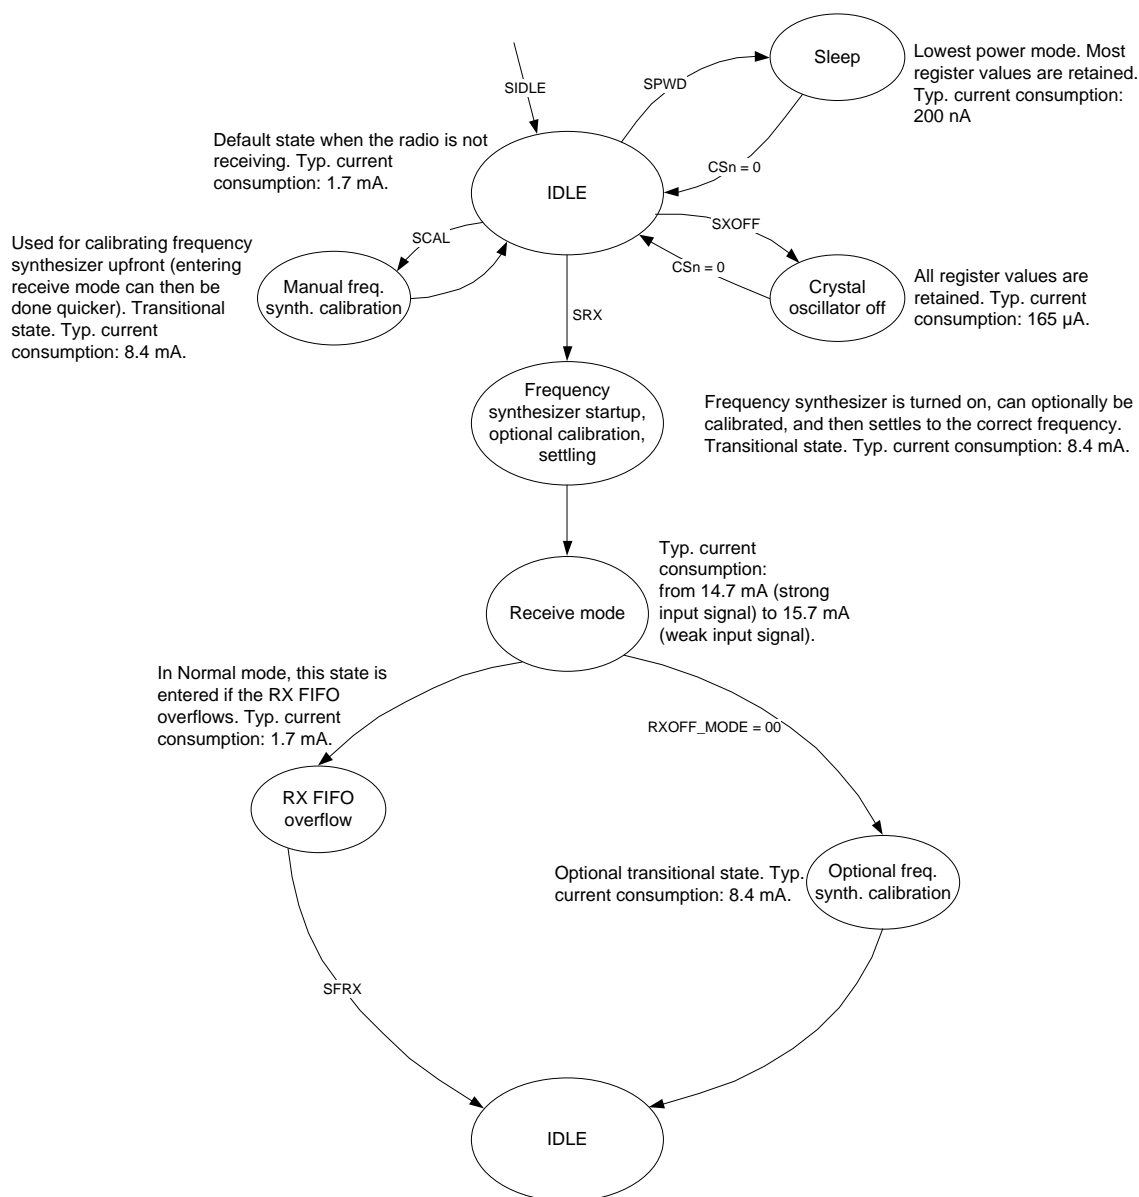 Sleep
Lowest power mode. Most
register values are retained.
Typ. current consumption:
200 nA
SIDLE
SPWD
CSn = 0
Default state when the radio is not
receiving. Typ. current
consumption: 1.7 mA.
IDLE
SCAL
SXOFF
CSn = 0
Used for calibrating frequency
synthesizer upfront (entering
receive mode can then be
done quicker). Transitional
state. Typ. current
consumption: 8.4 mA.
Manual freq.
synth. calibration
Crystal
oscillator off
All register values are
retained. Typ. current
consumption: 165 µA.
SRX
Frequency
synthesizer startup,
optional calibration,
settling
Frequency synthesizer is turned on, can optionally be
calibrated, and then settles to the correct frequency.
Transitional state. Typ. current consumption: 8.4 mA.
Receive mode
Typ. current
consumption:
from 14.7 mA (strong
input signal) to 15.7 mA
(weak input signal).
In Normal mode, this state is
entered if the RX FIFO
overflows. Typ. current
consumption: 1.7 mA.
RXOFF_MODE = 00
RX FIFO
overflow
Optional transitional state. Typ.
current consumption: 8.4 mA.
Optional freq.
synth. calibration
SFRX
IDLE